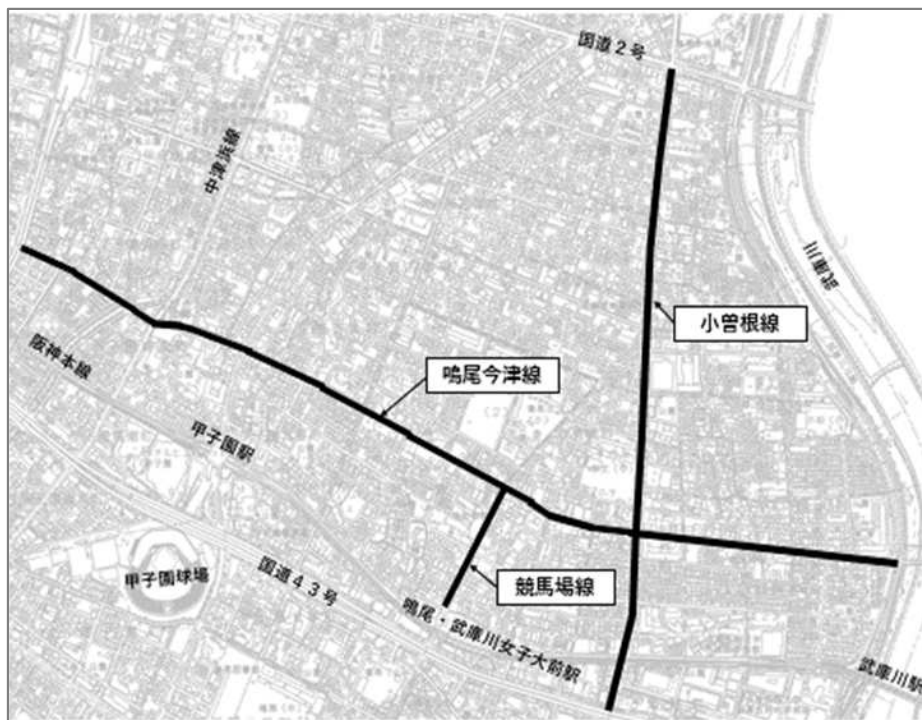 国道２号
中津浜線
武庫川
小曽根線
阪神本線
鳴尾今津線
甲子園駅
国道４３号
甲子園球場
競馬場線
鳴尾・武庫川女子大前駅
武庫川駅